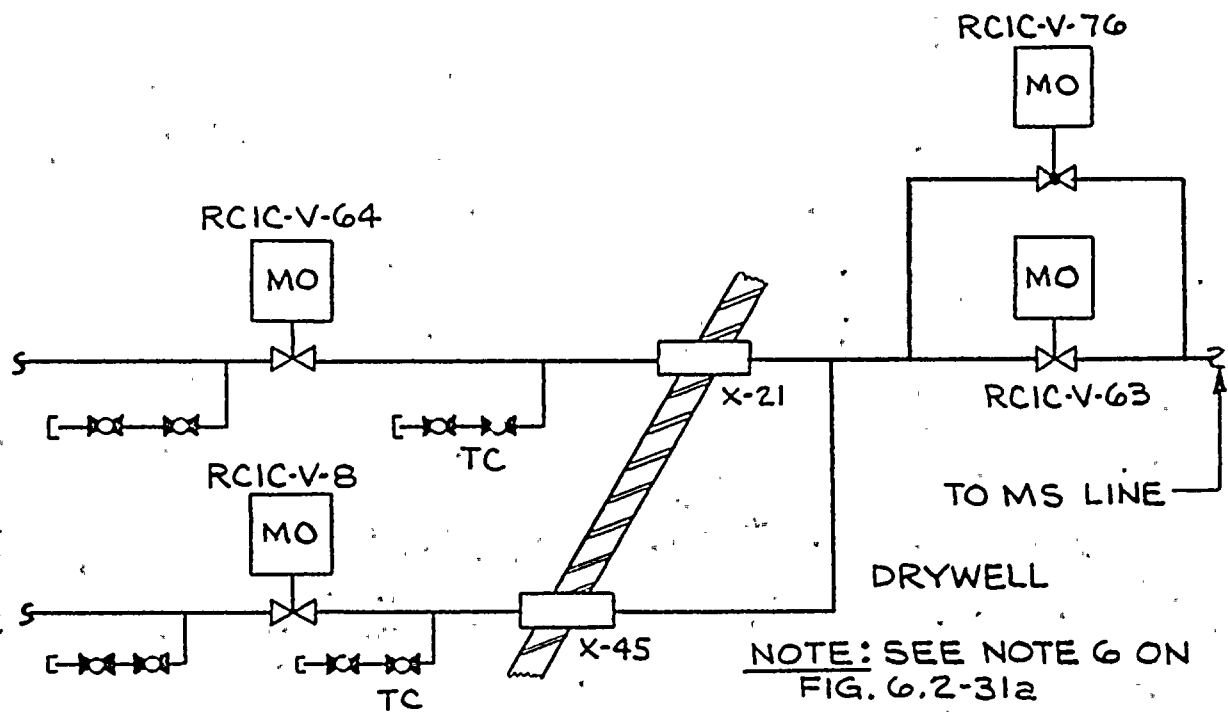 RCIC-V-76
MO
RCIC-V-64
MO
MO
X-21
RCIC-V-63
TC
RCIC-V-8
MO
TO MS LINE
DRYWELL
X-45
TC
NOTE: SEE NOTE 6 ON
FIG. 6.2-31a